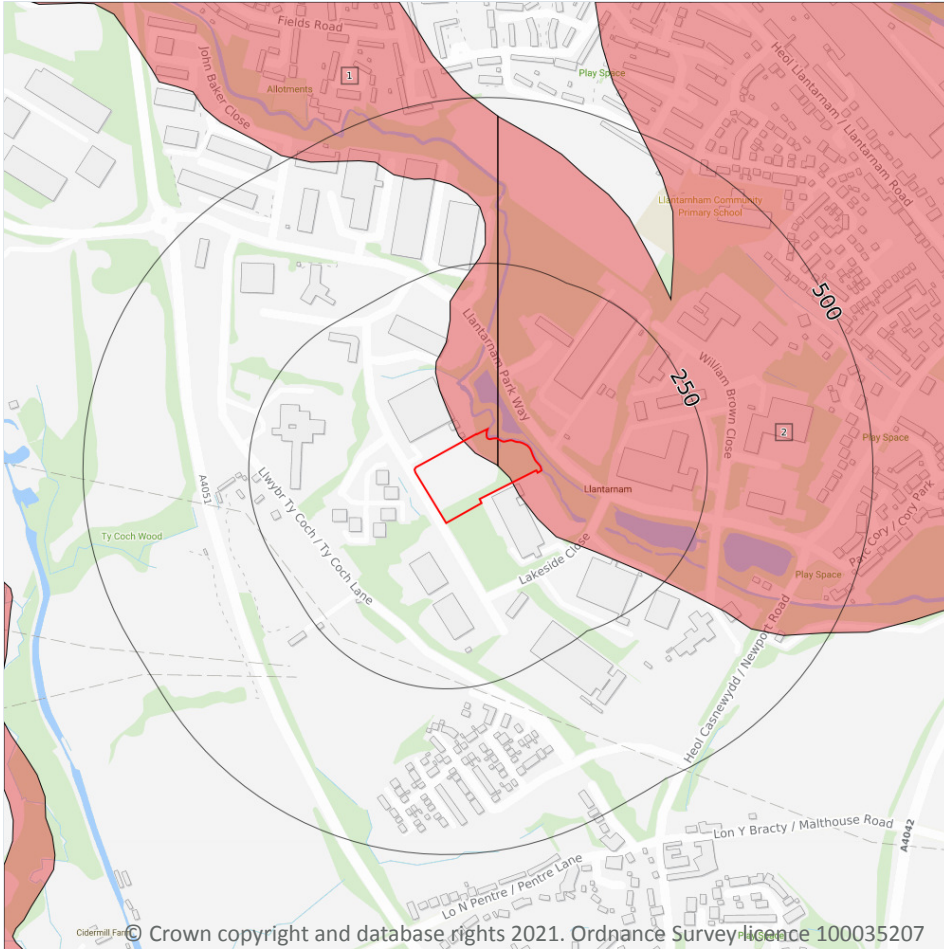 Fields Road
1
Allotments
John Baker Close
Play Space
Heol Llantarnam / Llantarnam Road
Llantarnham Community
Primary School
500
Llantarnam Park Way
250
William Brown Close
2
Play Space
A4051
Llwybr Ty Coch / Ty Coch Lane
Ty Coch Wood
Llantarnam
Lakeside Close
Parc Cory / Cory Park
Play Space
Heol Casnewydd / Newport Road
Lon Y Bracty / Malthouse Road
A4042
Lo N Pentre / Pentre Lane
Cidermill Farm
Play Space
© Crown copyright and database rights 2021. Ordnance Survey licence 100035207